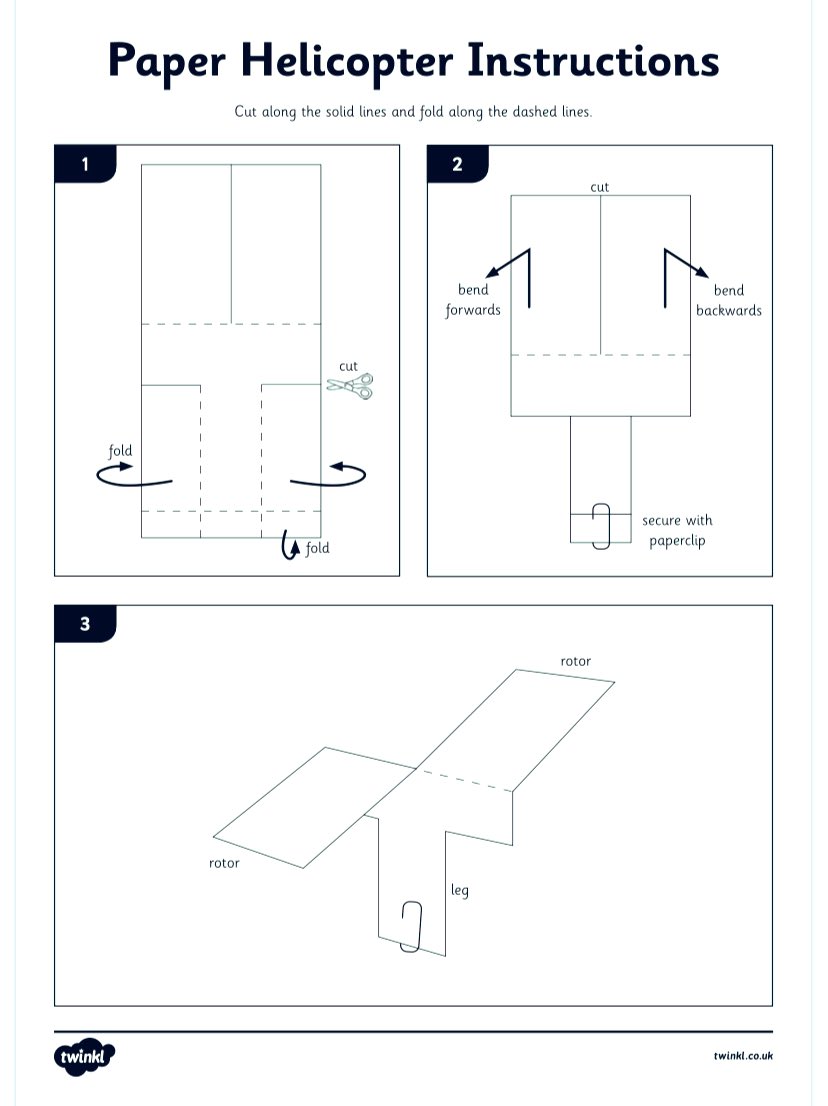 Paper Helicopter Instructions
Cut along the solid lines and fold along the dashed lines.
1
cut
fold
fold
2
cut
bend
forwards
bend
backwards
secure with
paperclip
3
rotor
rotor
leg
twinkl
twinkl.co.uk